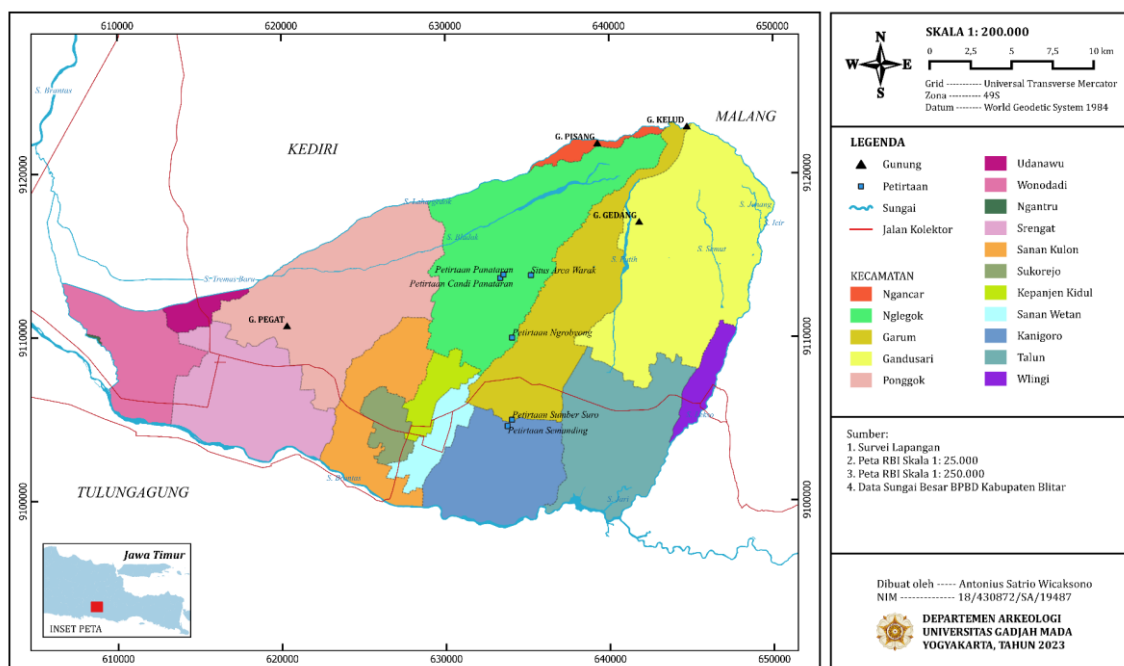 610000
620000
630000
640000
650000
9120000
9110000
9100000
9120000
9110000
9100000
MALANG
G. KELUD
G. PISANG
KEDIRI
S. Brantas
G. GEDANG
S. Lahargedok
S. Bladak
S. Jenang
S. Icir
S. Semut
S. Putih
Petirtaan Panataran
Situs Arca Warak
Petirtaan Candi Panataran
G. PEGAT
Petirtaan Ngrobyong
Petirtaan Sumber Suro
Petirtaan Semanding
S. Brantas
S. Jari
TULUNGAGUNG
Jawa Timur
INSET PETA
610000
620000
630000
640000
650000
N
W
E
S
SKALA 1: 200.000
0 2,5 5 7,5 10 km
Grid ----------- Universal Transverse Mercator
Zona ---------- 49S
Datum -------- World Geodetic System 1984
LEGENDA
Gunung
Petirtaan
Sungai
Jalan Kolektor
KECAMATAN
Ngancar
Nglegok
Garum
Gandusari
Ponggok
Udanawu
Wonodadi
Ngantru
Srengat
Sanan Kulon
Sukorejo
Kepanjen Kidul
Sanan Wetan
Kanigoro
Talun
Wlingi
Sumber:
1. Survei Lapangan
2. Peta RBI Skala 1: 25.000
3. Peta RBI Skala 1: 250.000
4. Data Sungai Besar BPBD Kabupaten Blitar
Dibuat oleh ----- Antonius Satrio Wicaksono
NIM -------------- 18/430872/SA/19487
DEPARTEMEN ARKEOLOGI
UNIVERSITAS GADJAH MADA
YOGYAKARTA, TAHUN 2023